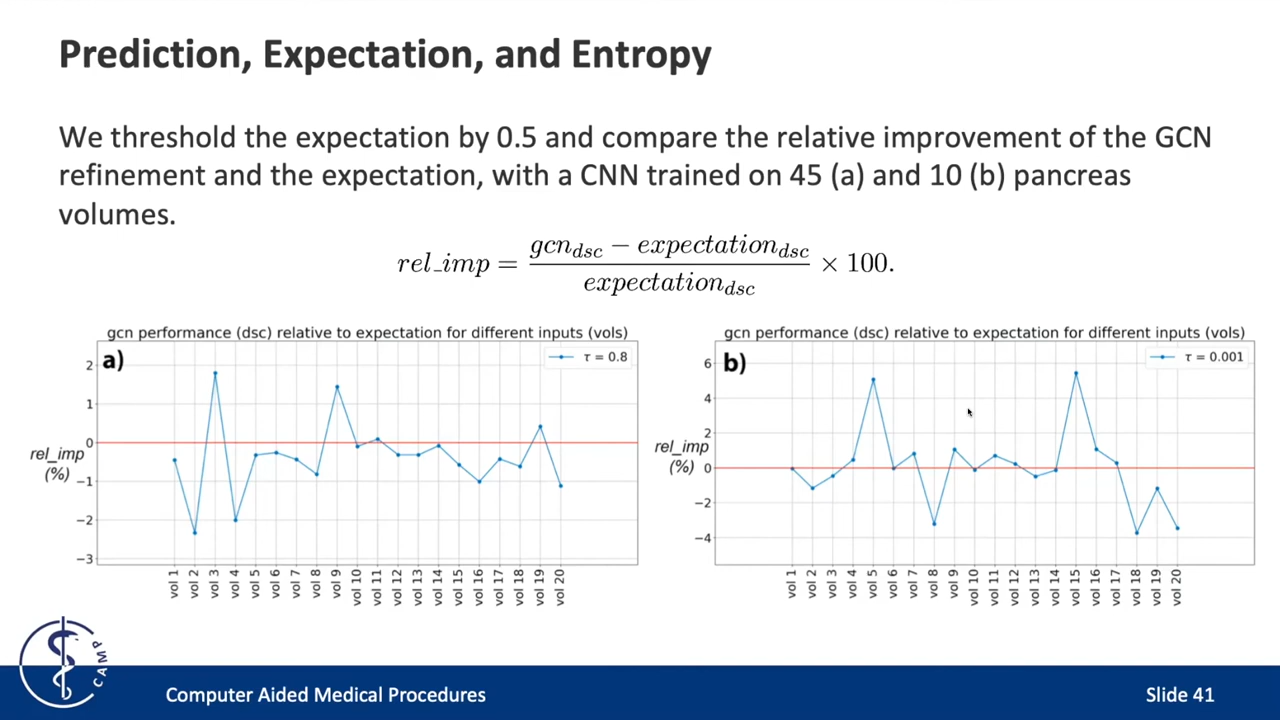 Prediction, Expectation, and Entropy
We threshold the expectation by 0.5 and compare the relative improvement of the GCN
refinement and the expectation, with a CNN trained on 45 (a) and 10 (b) pancreas
volumes.
rel_imp = (gcn_dsc − expectation_dsc) / expectation_dsc × 100.
gcn performance (dsc) relative to expectation for different inputs (vols)
a)
τ = 0.8
2
1
0
−1
−2
−3
rel_imp
(%)
vol 1
vol 2
vol 3
vol 4
vol 5
vol 6
vol 7
vol 8
vol 9
vol 10
vol 11
vol 12
vol 13
vol 14
vol 15
vol 16
vol 17
vol 18
vol 19
vol 20
gcn performance (dsc) relative to expectation for different inputs (vols)
b)
τ = 0.001
6
4
2
0
−2
−4
rel_imp
(%)
vol 1
vol 2
vol 3
vol 4
vol 5
vol 6
vol 7
vol 8
vol 9
vol 10
vol 11
vol 12
vol 13
vol 14
vol 15
vol 16
vol 17
vol 18
vol 19
vol 20
CAMP
Computer Aided Medical Procedures
Slide 41